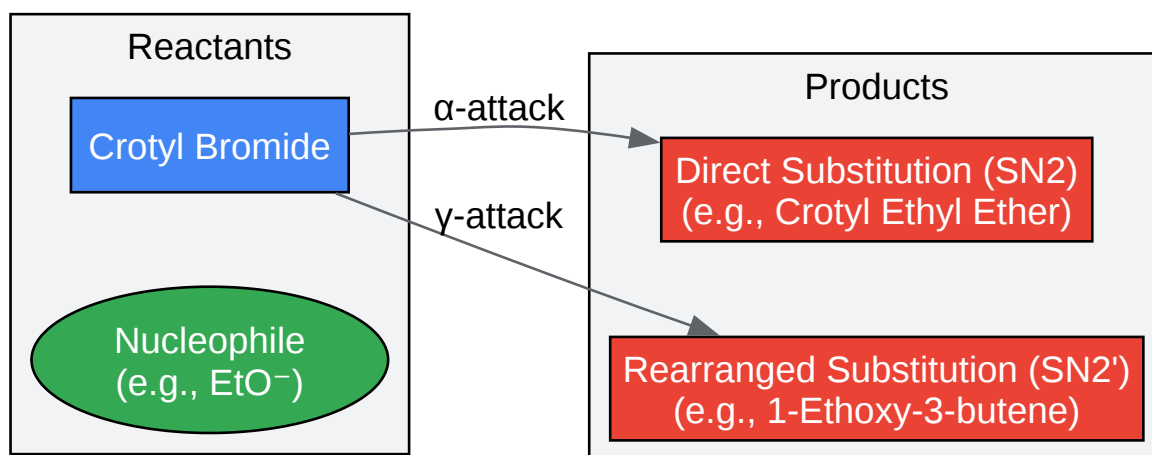 Reactants
Crotyl Bromide
Nucleophile
(e.g., EtO⁻)
α-attack
γ-attack
Products
Direct Substitution (SN2)
(e.g., Crotyl Ethyl Ether)
Rearranged Substitution (SN2')
(e.g., 1-Ethoxy-3-butene)